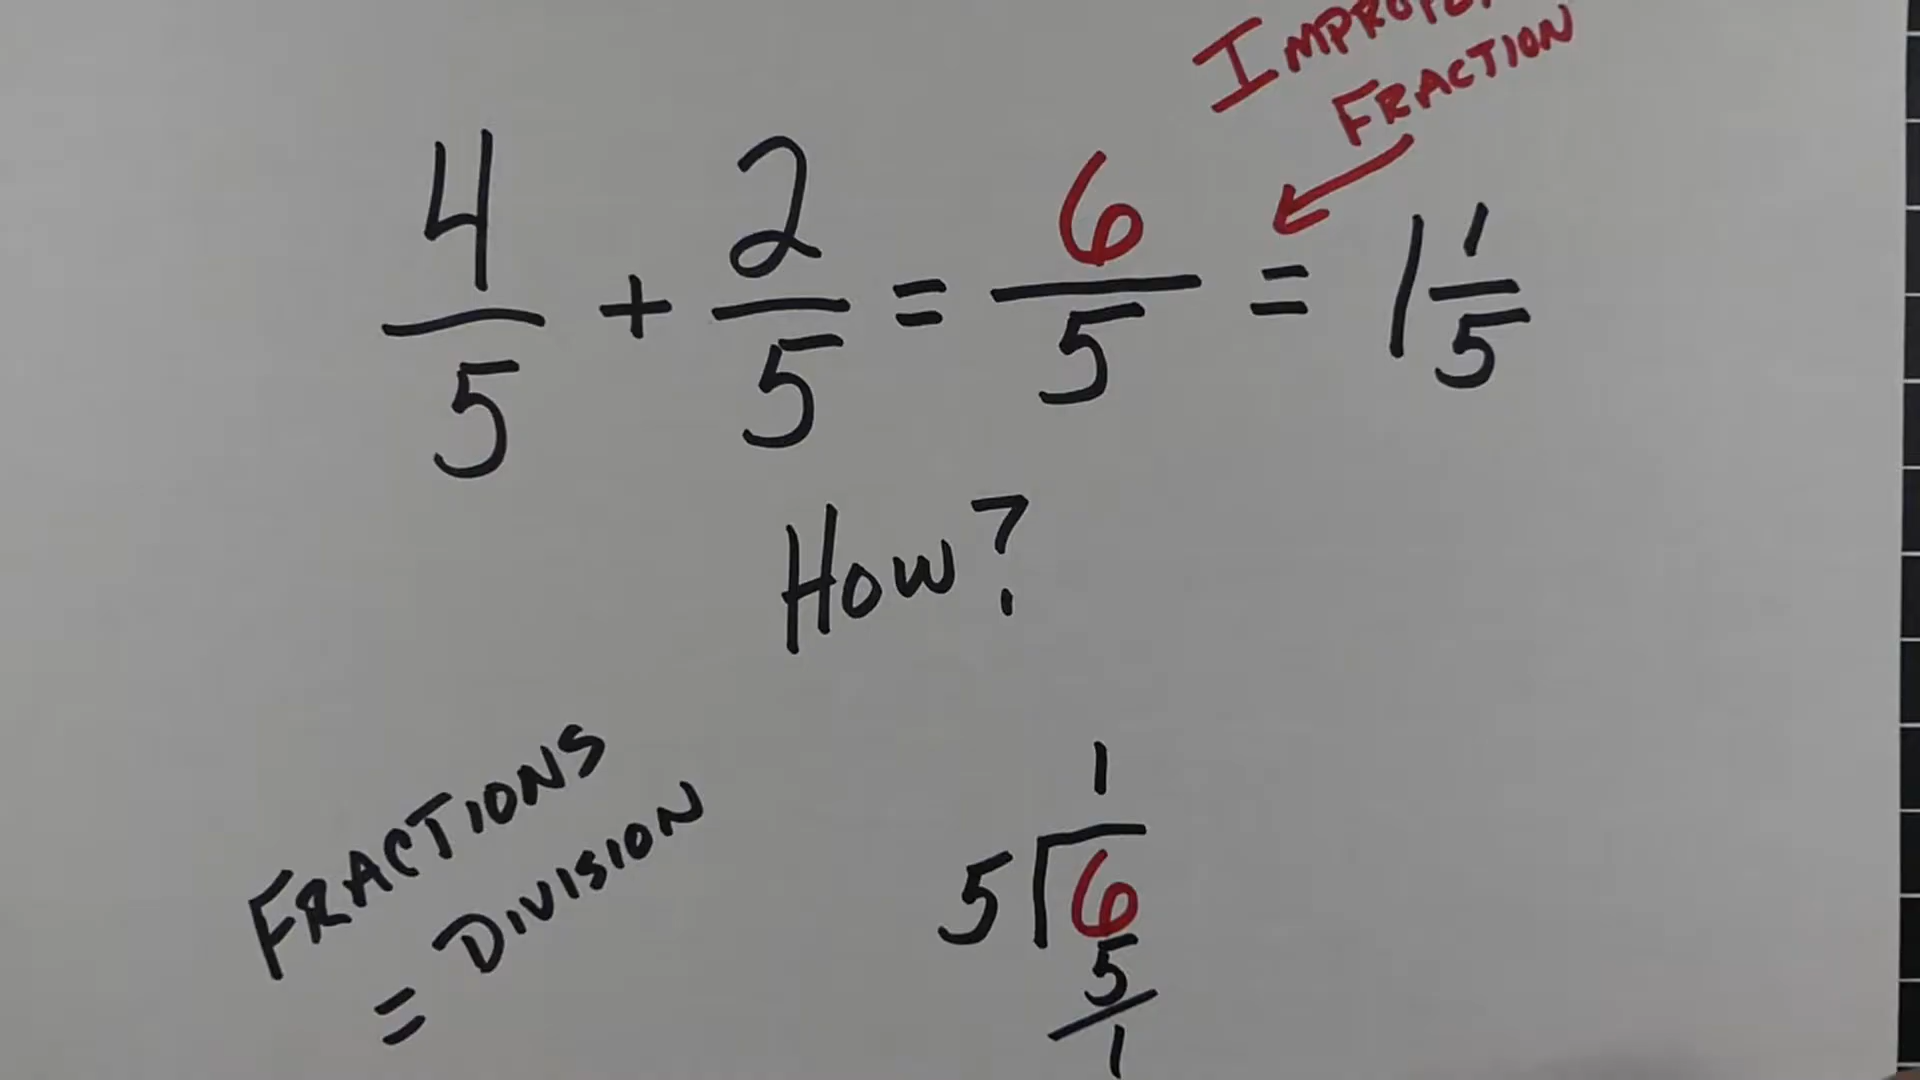 IMPROPER
FRACTION
4/5 + 2/5 = 6/5 = 1 1/5
How?
FRACTIONS
= DIVISION
1
5 6
5
1